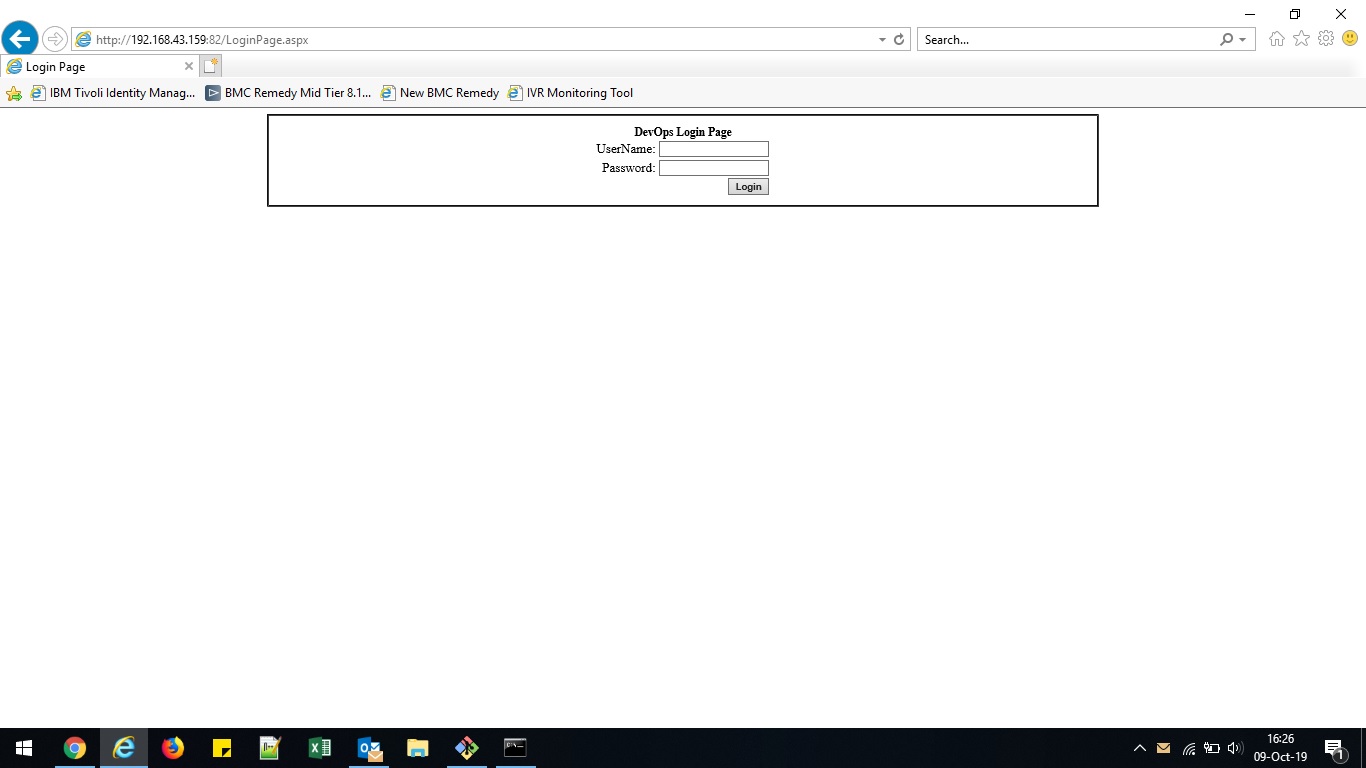 http://192.168.43.159:82/LoginPage.aspx
Search...
Login Page
IBM Tivoli Identity Manag...
BMC Remedy Mid Tier 8.1...
New BMC Remedy
IVR Monitoring Tool
DevOps Login Page
UserName:
Password:
Login
16:26
09-Oct-19
1